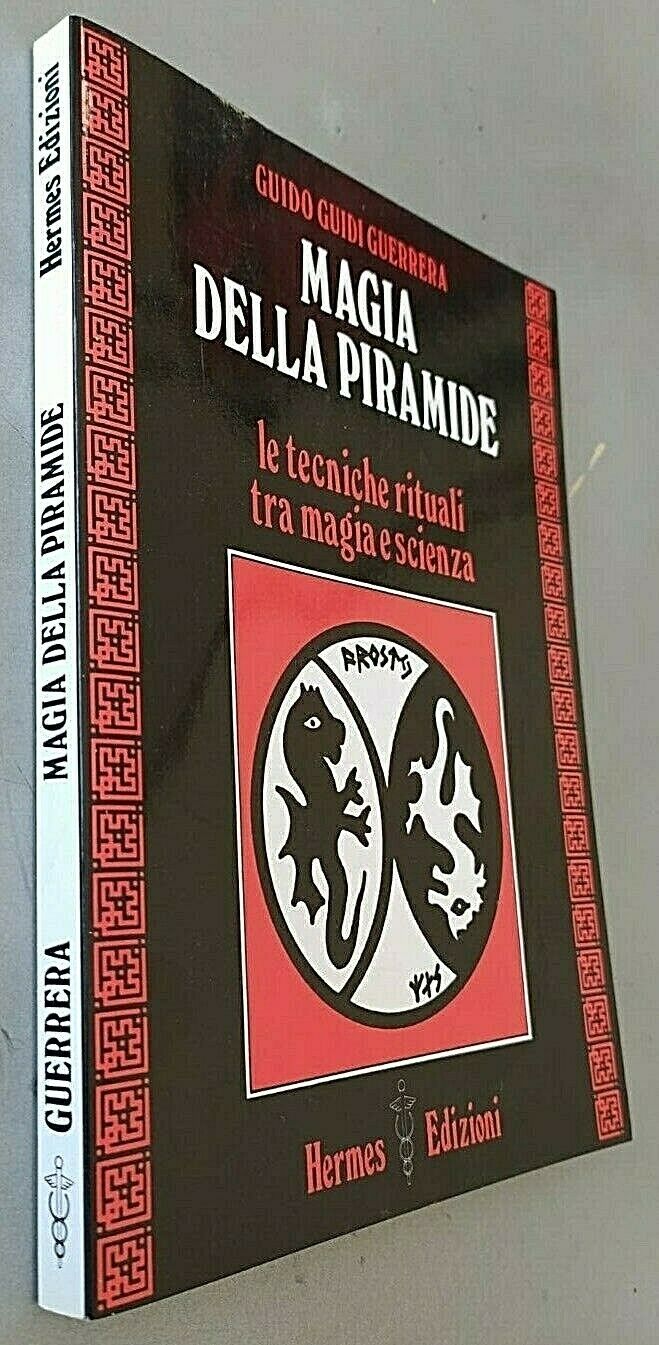 GUIDO GUIDI GUERRERA
MAGIA
DELLA PIRAMIDE
le tecniche rituali
tra magia e scienza
Hermes Edizioni
GUERRERA
MAGIA DELLA PIRAMIDE
Hermes Edizioni